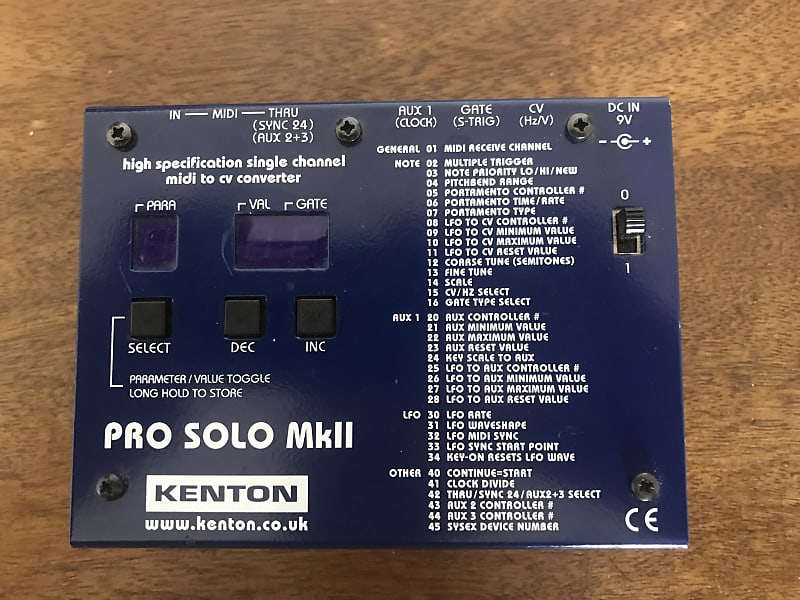 IN — MIDI — THRU
(SYNC 24)
(AUX 2+3)
AUX 1
(CLOCK)
GATE
(S-TRIG)
CV
(Hz/V)
DC IN
9V
- +
high specification single channel
midi to cv converter
PARA
VAL
GATE
SELECT
DEC
INC
PARAMETER/VALUE TOGGLE
LONG HOLD TO STORE
PRO SOLO MkII
KENTON
www.kenton.co.uk
GENERAL 01 MIDI RECEIVE CHANNEL
NOTE 02 MULTIPLE TRIGGER
03 NOTE PRIORITY LO/HI/NEW
04 PITCHBEND RANGE
05 PORTAMENTO CONTROLLER #
06 PORTAMENTO TIME/RATE
07 PORTAMENTO TYPE
08 LFO TO CV CONTROLLER #
09 LFO TO CV MINIMUM VALUE
10 LFO TO CV MAXIMUM VALUE
11 LFO TO CV RESET VALUE
12 COARSE TUNE (SEMITONES)
13 FINE TUNE
14 SCALE
15 CV/HZ SELECT
16 GATE TYPE SELECT
AUX 1 20 AUX CONTROLLER #
21 AUX MINIMUM VALUE
22 AUX MAXIMUM VALUE
23 AUX RESET VALUE
24 KEY SCALE TO AUX
25 LFO TO AUX CONTROLLER #
26 LFO TO AUX MINIMUM VALUE
27 LFO TO AUX MAXIMUM VALUE
28 LFO TO AUX RESET VALUE
LFO 30 LFO RATE
31 LFO WAVESHAPE
32 LFO MIDI SYNC
33 LFO SYNC START POINT
34 KEY-ON RESETS LFO WAVE
OTHER 40 CONTINUE=START
41 CLOCK DIVIDE
42 THRU/SYNC 24/AUX2+3 SELECT
43 AUX 2 CONTROLLER #
44 AUX 3 CONTROLLER #
45 SYSEX DEVICE NUMBER
0
1
CE